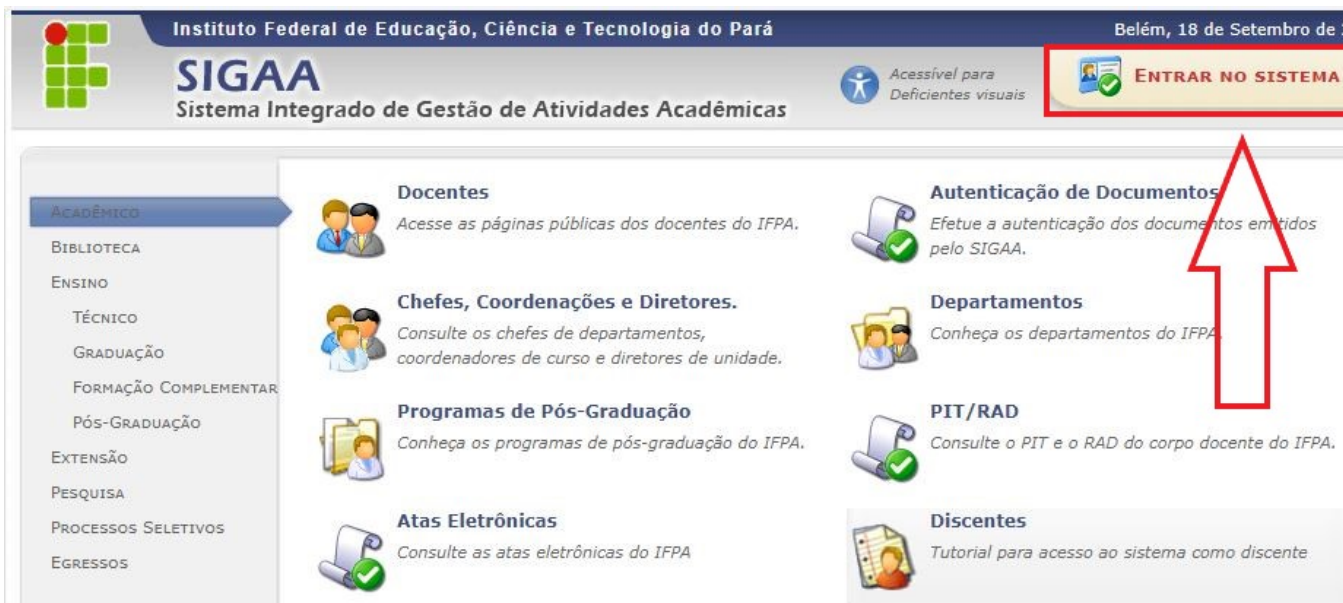 Instituto Federal de Educação, Ciência e Tecnologia do Pará
Belém, 18 de Setembro de
SIGAA
Sistema Integrado de Gestão de Atividades Acadêmicas
Acessível para
Deficientes visuais
ENTRAR NO SISTEMA
ACADÊMICO
BIBLIOTECA
ENSINO
TÉCNICO
GRADUAÇÃO
FORMAÇÃO COMPLEMENTAR
PÓS-GRADUAÇÃO
EXTENSÃO
PESQUISA
PROCESSOS SELETIVOS
EGRESSOS
Docentes
Acesse as páginas públicas dos docentes do IFPA.
Autenticação de Documentos
Efetue a autenticação dos documentos emitidos
pelo SIGAA.
Chefes, Coordenações e Diretores.
Consulte os chefes de departamentos,
coordenadores de curso e diretores de unidade.
Departamentos
Conheça os departamentos do IFPA.
Programas de Pós-Graduação
Conheça os programas de pós-graduação do IFPA.
PIT/RAD
Consulte o PIT e o RAD do corpo docente do IFPA.
Atas Eletrônicas
Consulte as atas eletrônicas do IFPA
Discentes
Tutorial para acesso ao sistema como discente